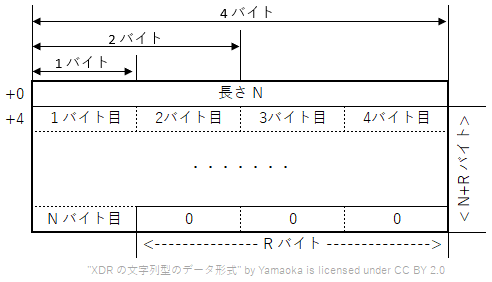 4 バイト
2 バイト
1 バイト
+0 長さ N
+4 1 バイト目 2バイト目 3バイト目 4バイト目
・・・・・・・
N バイト目 0 0 0
<--------------- R バイト --------------->
< N+R バイト >
"XDR の文字列型のデータ形式" by Yamaoka is licensed under CC BY 2.0